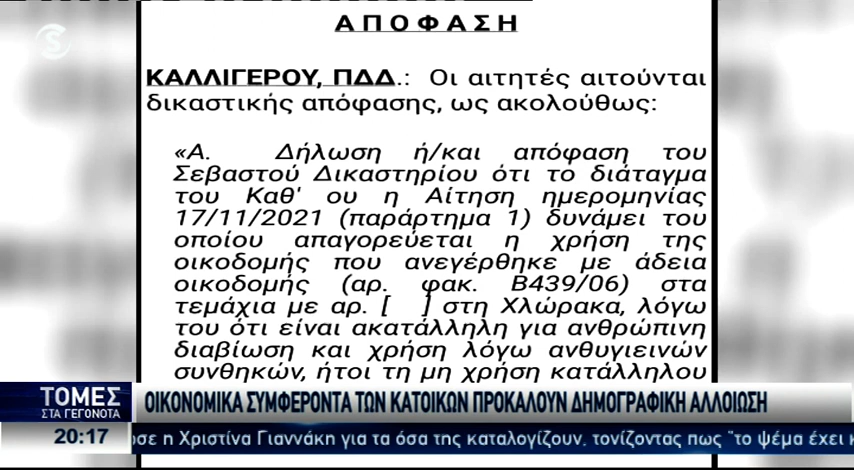 ΑΠΟΦΑΣΗ
ΚΑΛΛΙΓΕΡΟΥ, ΠΔΔ.: Οι αιτητές αιτούνται
δικαστικής απόφασης, ως ακολούθως:
«Α. Δήλωση ή/και απόφαση του
Σεβαστού Δικαστηρίου ότι το διάταγμα
του Καθ' ου η Αίτηση ημερομηνίας
17/11/2021 (παράρτημα 1) δυνάμει του
οποίου απαγορεύεται η χρήση της
οικοδομής που ανεγέρθηκε με άδεια
οικοδομής (αρ. φακ. Β439/06) στα
τεμάχια με αρ. [ ] στη Χλώρακα, λόγω
του ότι είναι ακατάλληλη για ανθρώπινη
διαβίωση και χρήση λόγω ανθυγιεινών
συνθηκών, ήτοι τη μη χρήση κατάλληλου
ΤΟΜΕΣ
ΣΤΑ ΓΕΓΟΝΟΤΑ
ΟΙΚΟΝΟΜΙΚΑ ΣΥΜΦΕΡΟΝΤΑ ΤΩΝ ΚΑΤΟΙΚΩΝ ΠΡΟΚΑΛΟΥΝ ΔΗΜΟΓΡΑΦΙΚΗ ΑΛΛΟΙΩΣΗ
20:17
σε η Χριστίνα Γιαννάκη για τα όσα της καταλογίζουν, τονίζοντας πως "το ψέμα έχει